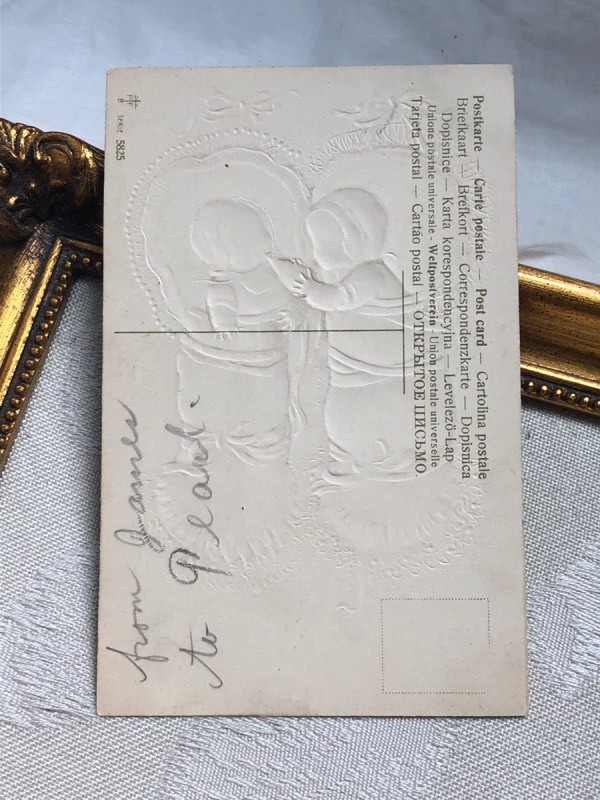 Postkarte — Carte postale — Post card — Cartolina postale
Briefkaart — Brefkort — Correspondenzkarte — Dopisnica
Dopisnice — Karta korespondencyjna — Levelező-Lap
Unione postale universale - Weltpostverein - Union postale universelle
Tarjeta postal — Cartão postal — ОТКРЫТОЕ ПИСЬМО.
PFB SERIE 5825
from James
to Pearl.